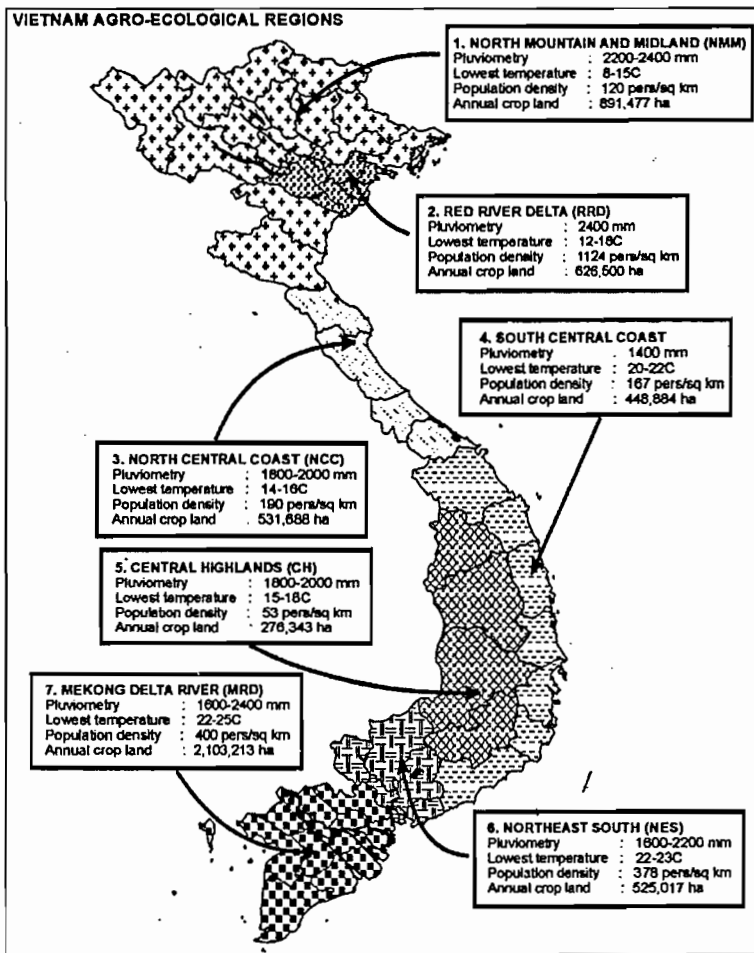 VIETNAM AGRO-ECOLOGICAL REGIONS
1. NORTH MOUNTAIN AND MIDLAND (NMM)
Pluviometry : 2200-2400 mm
Lowest temperature : 8-15C
Population density : 120 pers/sq km
Annual crop land : 891,477 ha
2. RED RIVER DELTA (RRD)
Pluviometry : 2400 mm
Lowest temperature : 12-16C
Population density : 1124 pers/sq km
Annual crop land : 626,500 ha
4. SOUTH CENTRAL COAST
Pluviometry : 1400 mm
Lowest temperature : 20-22C
Population density : 167 pers/sq km
Annual crop land : 448,884 ha
3. NORTH CENTRAL COAST (NCC)
Pluviometry : 1800-2000 mm
Lowest temperature : 14-16C
Population density : 190 pers/sq km
Annual crop land : 531,688 ha
5. CENTRAL HIGHLANDS (CH)
Pluviometry : 1800-2000 mm
Lowest temperature : 15-16C
Population density : 53 pers/sq km
Annual crop land : 276,343 ha
7. MEKONG DELTA RIVER (MRD)
Pluviometry : 1600-2400 mm
Lowest temperature : 22-25C
Population density : 400 pers/sq km
Annual crop land : 2,103,213 ha
6. NORTHEAST SOUTH (NES)
Pluviometry : 1600-2200 mm
Lowest temperature : 22-23C
Population density : 378 pers/sq km
Annual crop land : 525,017 ha